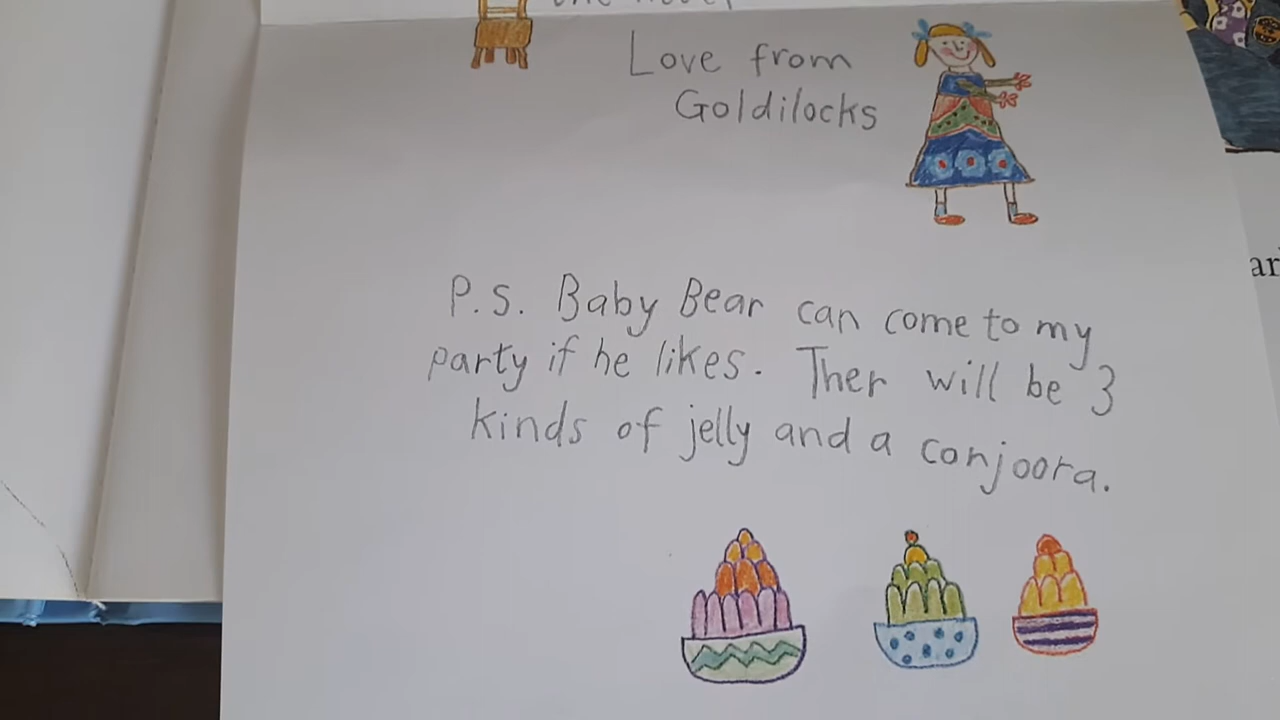 Love from
Goldilocks
P.S. Baby Bear can come to my
party if he likes. Ther will be 3
kinds of jelly and a conjoora.